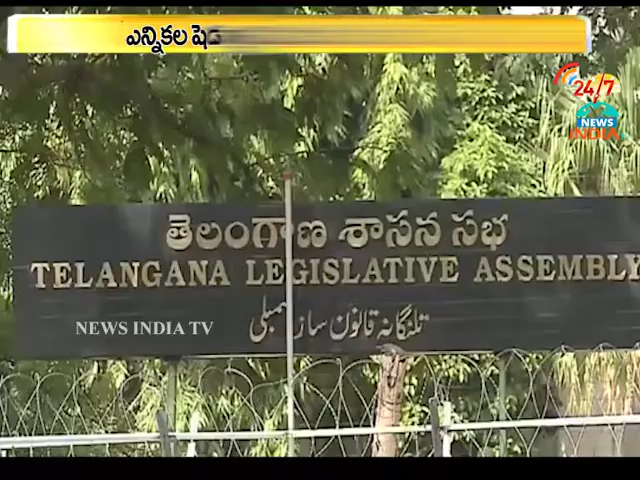 ఎన్నికల షెడ
24/7
NEWS
INDIA
తెలంగాణ శాసన సభ
TELANGANA LEGISLATIVE ASSEMBLY
تلنگانہ قانون ساز اسمبلی
NEWS INDIA TV